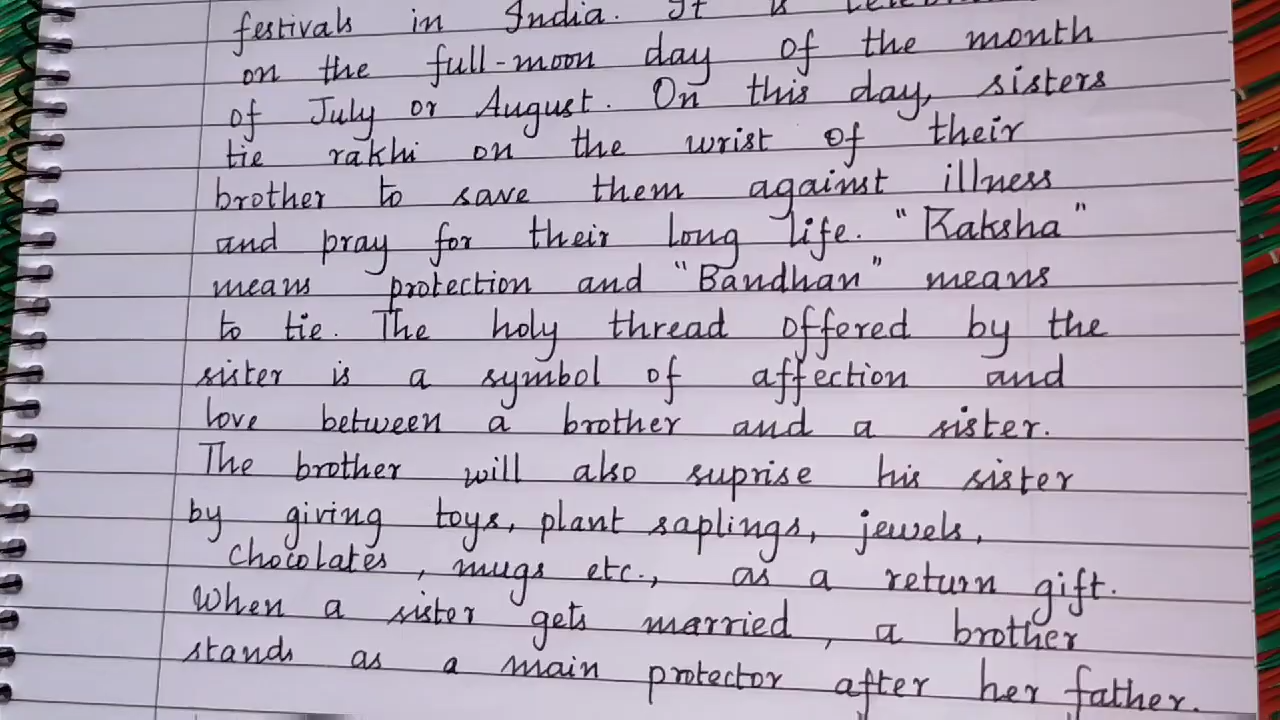 festivals in India. It is
on the full-moon day of the month
of July or August. On this day, sisters
tie rakhi on the wrist of their
brother to save them against illness
and pray for their long life. "Raksha"
means protection and "Bandhan" means
to tie. The holy thread offered by the
sister is a symbol of affection and
love between a brother and a sister.
The brother will also suprise his sister
by giving toys, plant saplings, jewels,
chocolates, mugs etc., as a return gift.
When a sister gets married, a brother
stands as a main protector after her father.